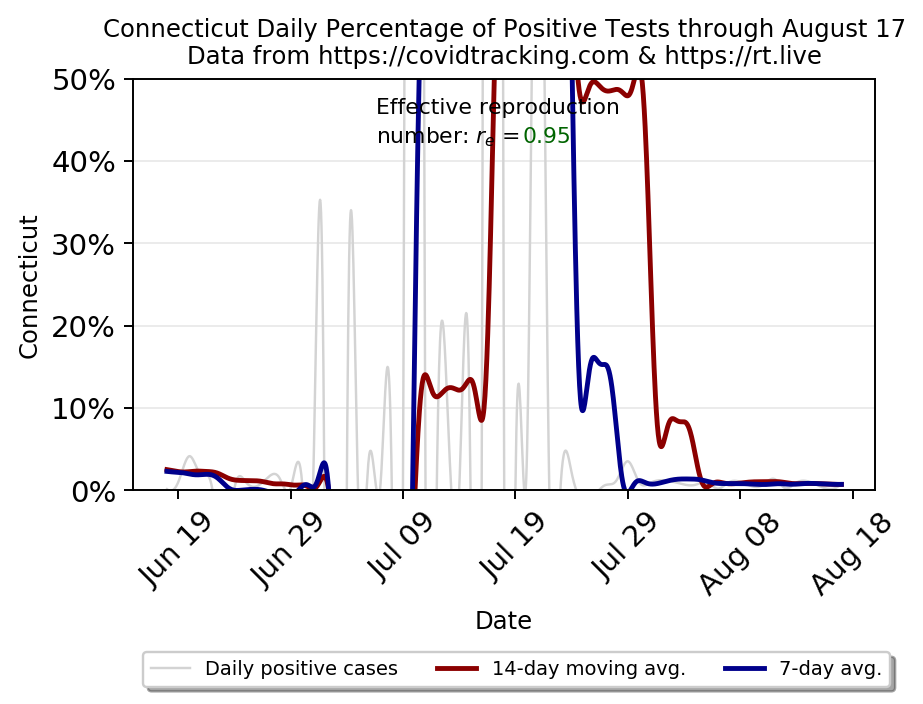 Connecticut Daily Percentage of Positive Tests through August 17
Data from https://covidtracking.com & https://rt.live
50%
Effective reproduction
number: rₑ =0.95
40%
30%
20%
10%
0%
Connecticut
Jun 19
Jun 29
Jul 09
Jul 19
Jul 29
Aug 08
Aug 18
Date
Daily positive cases
14-day moving avg.
7-day avg.